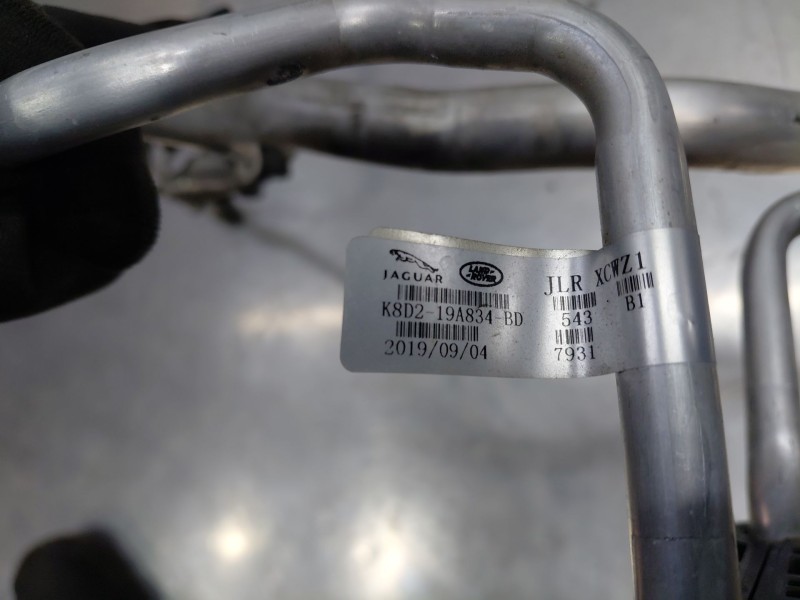 JAGUAR
LAND-
ROVER
K8D2-19A834-BD
2019/09/04
JLR XCWZ1
543 B1
7931